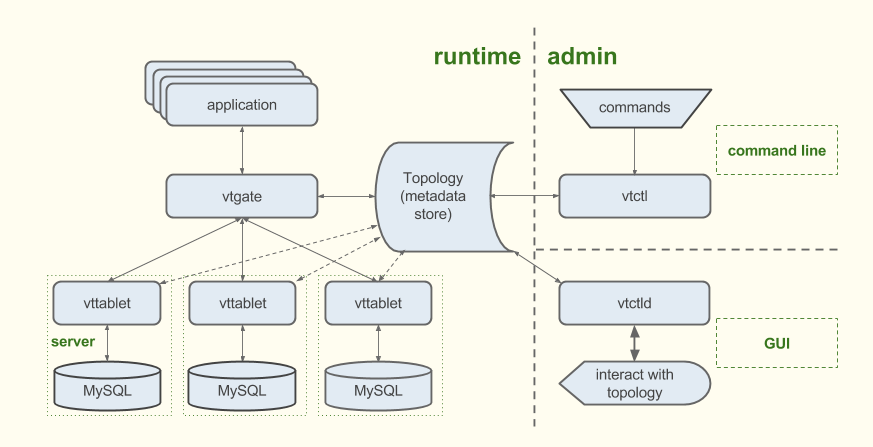 runtime
admin
application
commands
command line
Topology
(metadata
store)
vtgate
vtctl
vttablet
vttablet
vttablet
vtctld
server
GUI
MySQL
MySQL
MySQL
interact with
topology